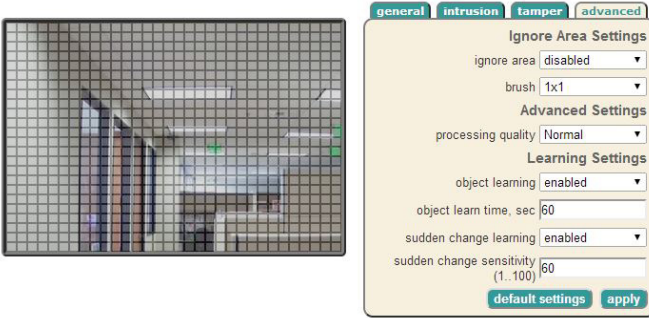 general intrusion tamper advanced
Ignore Area Settings
ignore area disabled
brush 1x1
Advanced Settings
processing quality Normal
Learning Settings
object learning enabled
object learn time, sec 60
sudden change learning enabled
sudden change sensitivity
(1..100) 60
default settings apply